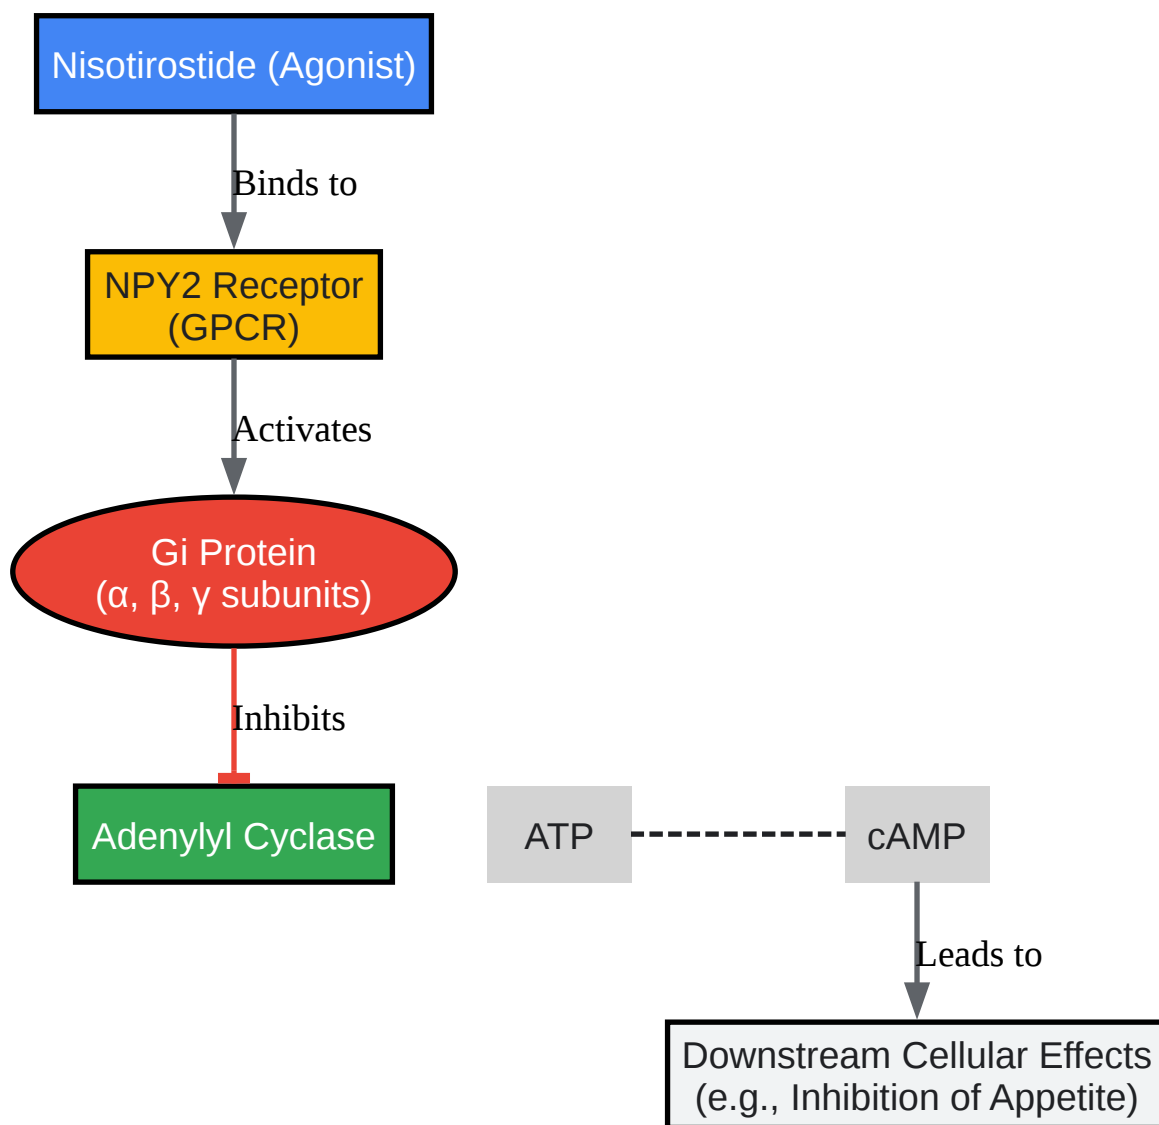 Nisotirostide (Agonist)
Binds to
NPY2 Receptor
(GPCR)
Activates
Gi Protein
(α, β, γ subunits)
Inhibits
Adenylyl Cyclase
ATP
cAMP
Leads to
Downstream Cellular Effects
(e.g., Inhibition of Appetite)